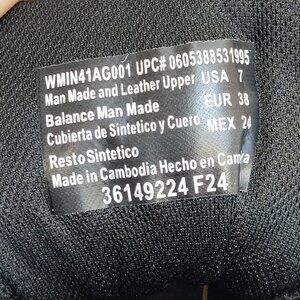 WMIN41AG001 UPC# 0605388531995
Man Made and Leather Upper USA 7
Balance Man Made EUR 38
Cubierta de Sintetico y Cuero MEX 24
Resto Sintetico
Made in Cambodia Hecho en Camya
36149224 F24